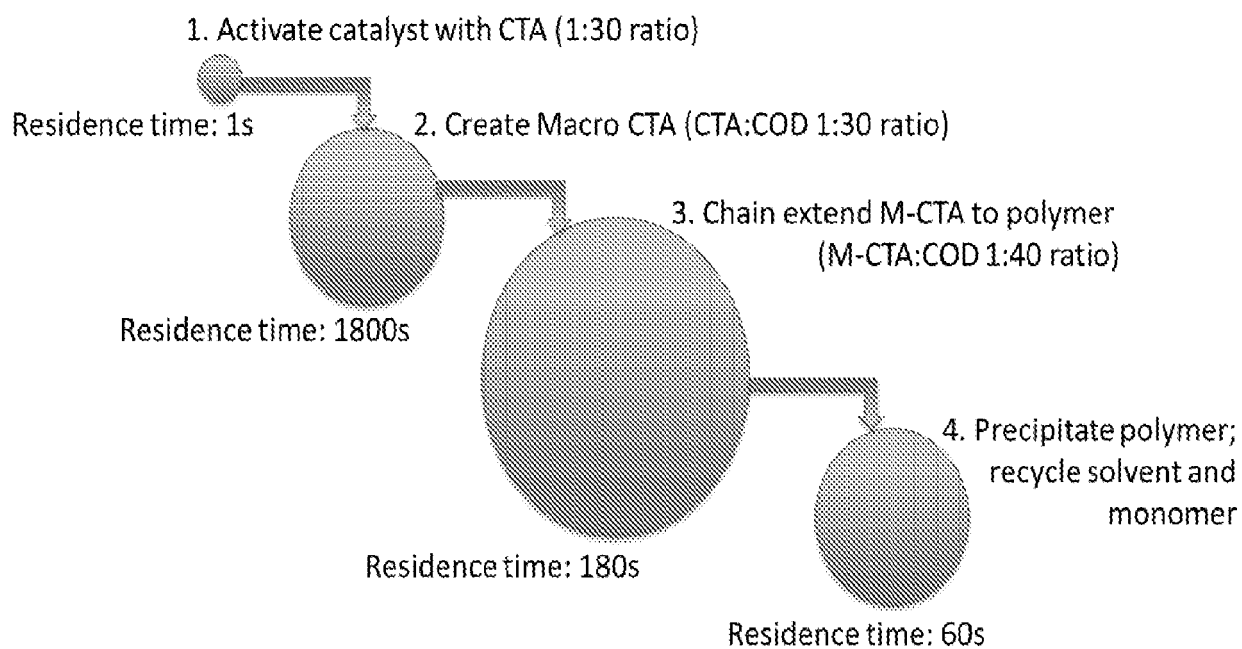 1. Activate catalyst with CTA (1:30 ratio)
Residence time: 1s
2. Create Macro CTA (CTA:COD 1:30 ratio)
Residence time: 1800s
3. Chain extend M-CTA to polymer
(M-CTA:COD 1:40 ratio)
Residence time: 180s
4. Precipitate polymer;
recycle solvent and
monomer
Residence time: 60s